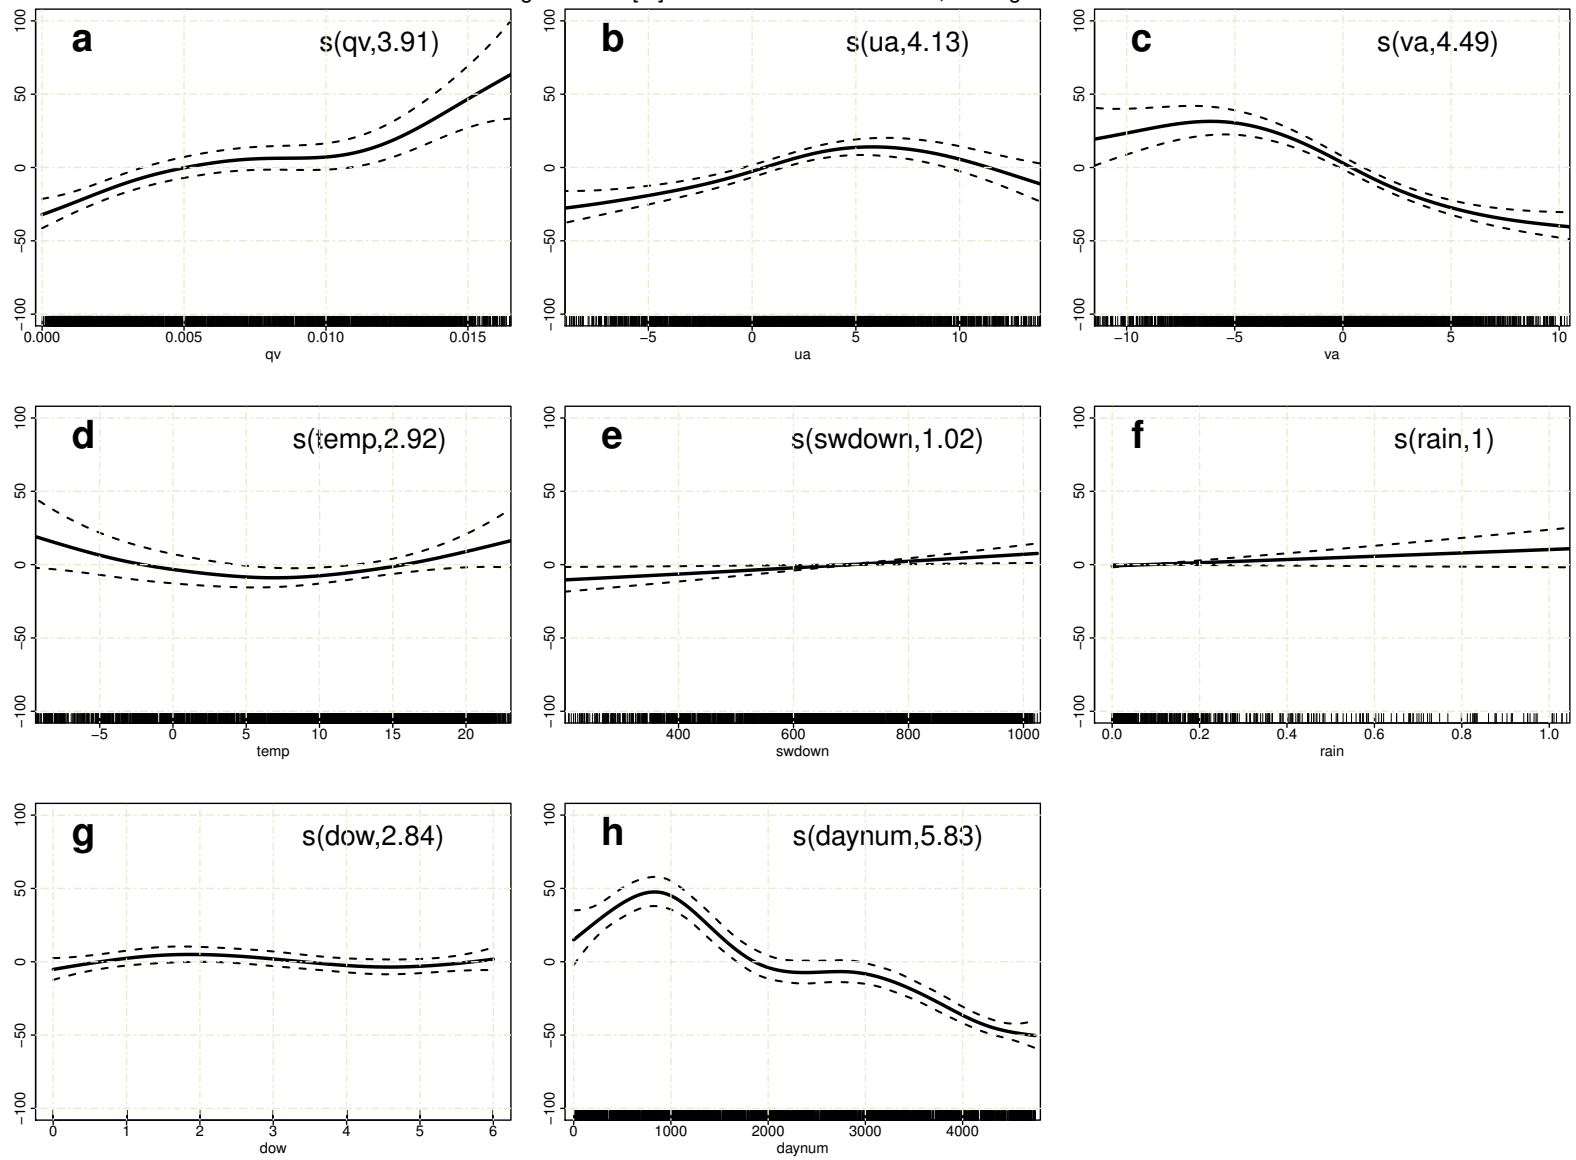 a
s(qv,3.91)
100
50
0
−50
−100
0.000 0.005 0.010 0.015
qv
b
s(ua,4.13)
100
50
0
−50
−100
−5 0 5 10
ua
c
s(va,4.49)
100
50
0
−50
−100
−10 −5 0 5 10
va
d
s(temp,2.92)
100
50
0
−50
−100
−5 0 5 10 15 20
temp
e
s(swdown,1.02)
100
50
0
−50
−100
400 600 800 1000
swdown
f
s(rain,1)
100
50
0
−50
−100
0.0 0.2 0.4 0.6 0.8 1.0
rain
g
s(dow,2.84)
100
50
0
−50
−100
0 1 2 3 4 5 6
dow
h
s(daynum,5.83)
100
50
0
−50
−100
0 1000 2000 3000 4000
daynum